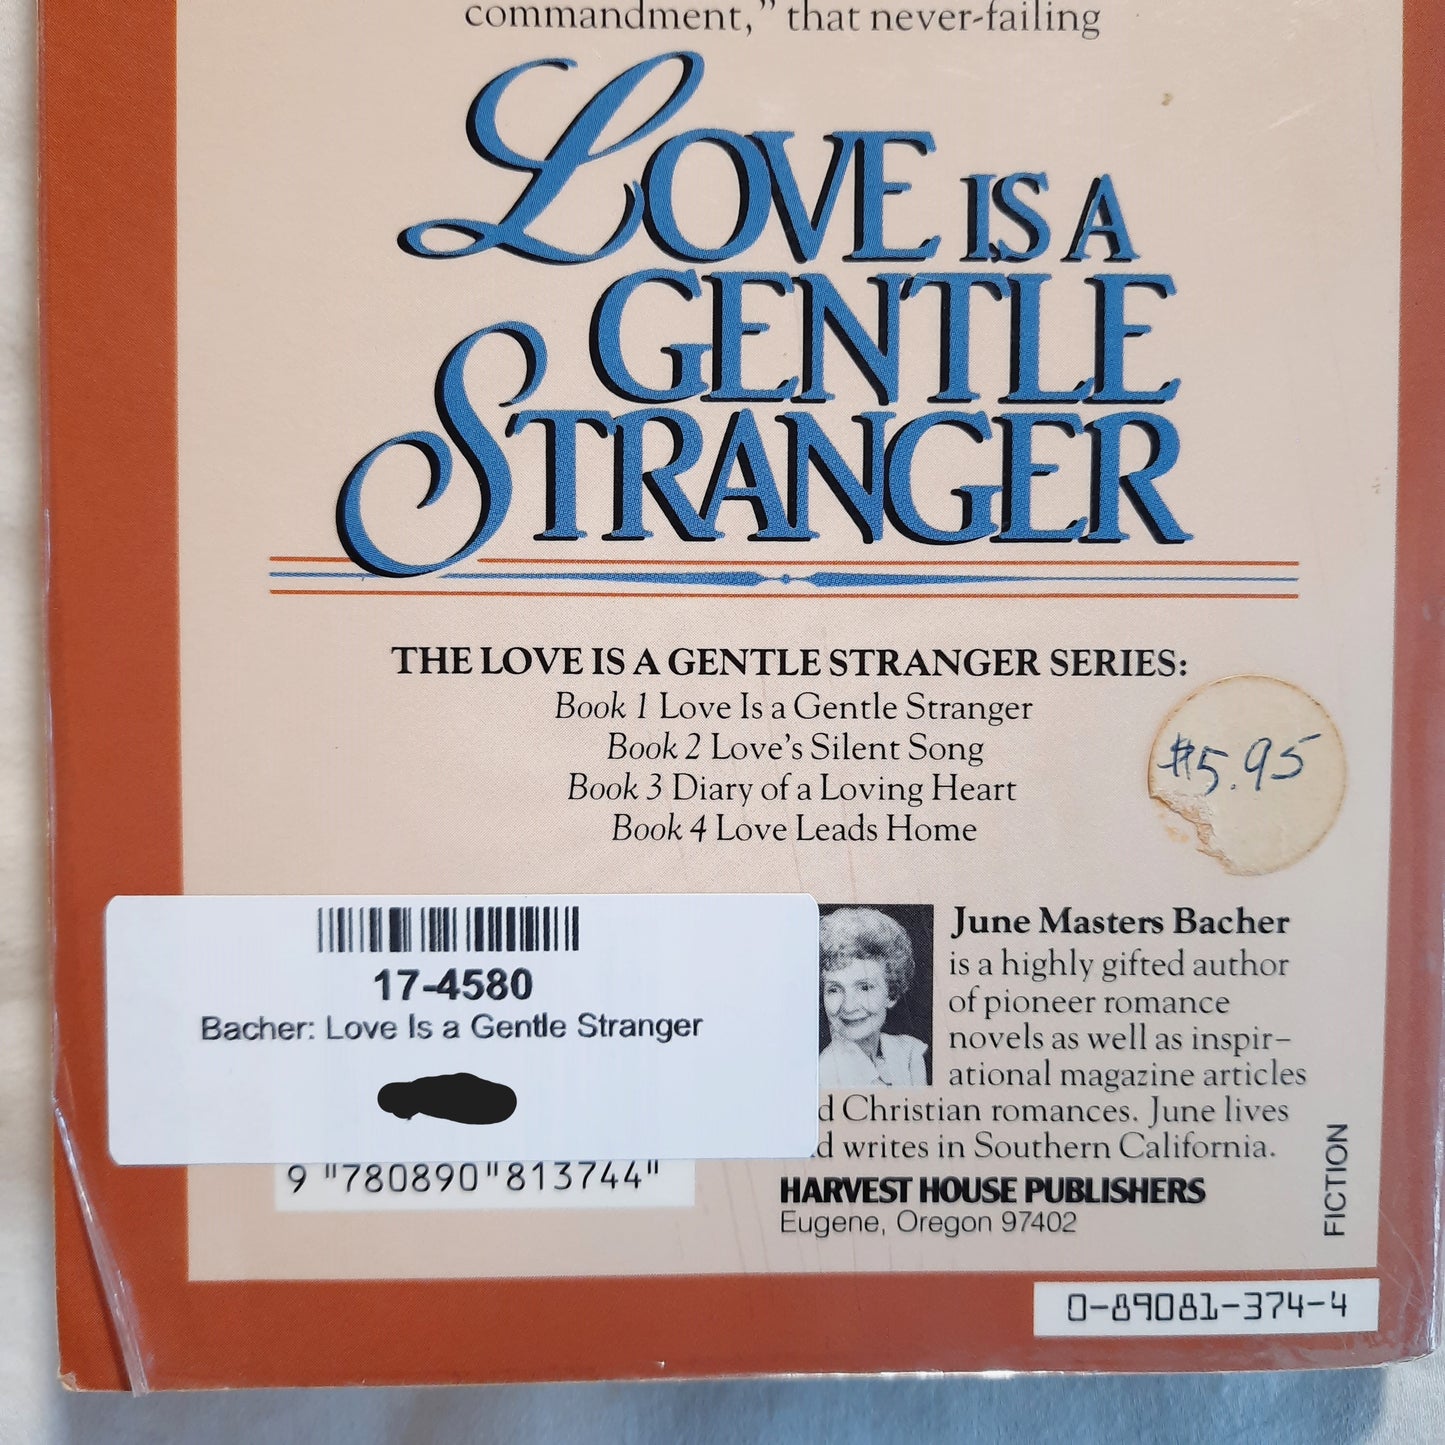 commandment,” that never-failing
LOVE IS A
GENTLE
STRANGER
THE LOVE IS A GENTLE STRANGER SERIES:
Book 1 Love Is a Gentle Stranger
Book 2 Love’s Silent Song
Book 3 Diary of a Loving Heart
Book 4 Love Leads Home
$5.95
17-4580
Bacher: Love Is a Gentle Stranger
9 "780890"813744"
June Masters Bacher
is a highly gifted author
of pioneer romance
novels as well as inspir–
ational magazine articles
Christian romances. June lives
writes in Southern California.
HARVEST HOUSE PUBLISHERS
Eugene, Oregon 97402
FICTION
0-89081-374-4